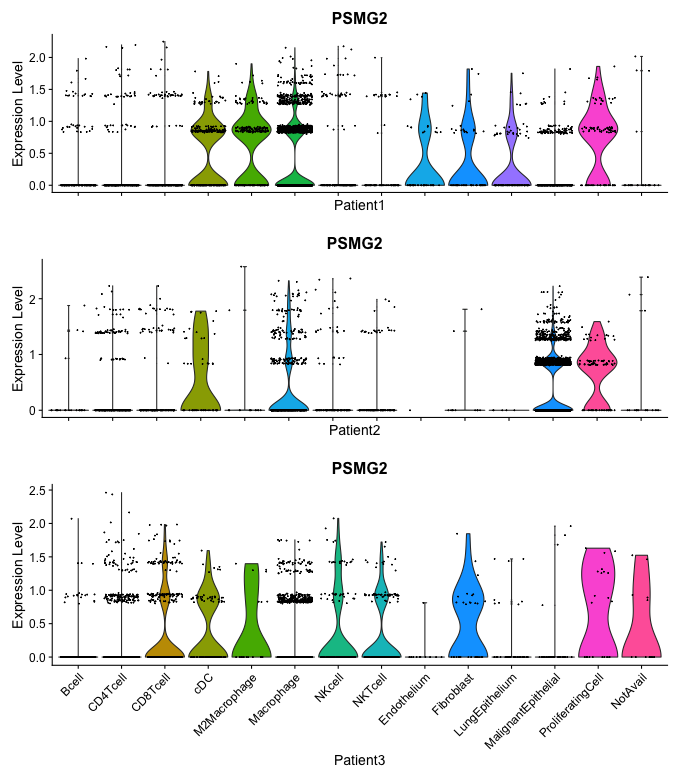 PSMG2
Expression Level
2.0
1.5
1.0
0.5
0.0
Patient1
PSMG2
Expression Level
2
1
0
Patient2
PSMG2
Expression Level
2.5
2.0
1.5
1.0
0.5
0.0
Bcell
CD4Tcell
CD8Tcell
cDC
M2Macrophage
Macrophage
NKcell
NKTcell
Endothelium
Fibroblast
LungEpithelium
MalignantEpithelial
ProliferatingCell
NotAvail
Patient3